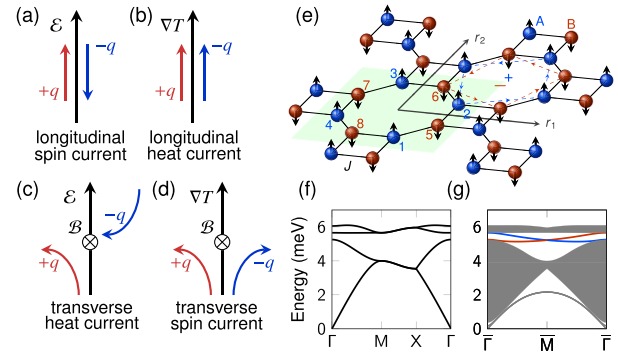 (a)
ℰ
+q
−q
longitudinal
spin current
(b)
∇T
+q
−q
longitudinal
heat current
(c)
ℰ
ℬ
−q
+q
transverse
heat current
(d)
∇T
ℬ
+q
−q
transverse
spin current
(e)
r₂
A
B
3
7
6
+
−
4
8
2
1
5
r₁
J
(f)
Energy (meV)
6
4
2
0
Γ
M
X
Γ
(g)
6
4
2
0
Γ̅
M̅
Γ̅